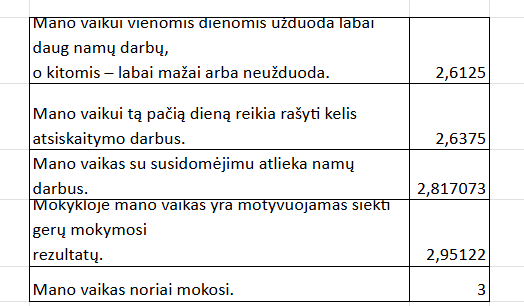 Mano vaikui vienomis dienomis užduoda labai
daug namų darbų,
o kitomis – labai mažai arba neužduoda. 2,6125
Mano vaikui tą pačią dieną reikia rašyti kelis
atsiskaitymo darbus. 2,6375
Mano vaikas su susidomėjimu atlieka namų
darbus. 2,817073
Mokykloje mano vaikas yra motyvuojamas siekti
gerų mokymosi
rezultatų. 2,95122
Mano vaikas noriai mokosi. 3